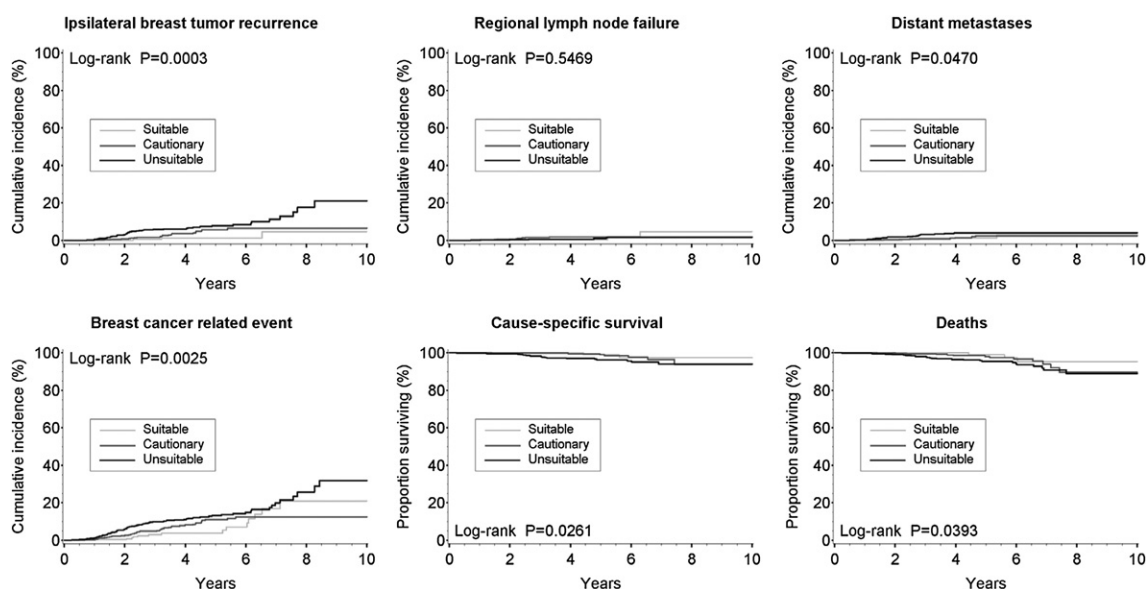 Ipsilateral breast tumor recurrence
Log-rank P=0.0003
Cumulative incidence (%)
100
80
60
40
20
0
Suitable
Cautionary
Unsuitable
0 2 4 6 8 10
Years
Regional lymph node failure
Log-rank P=0.5469
Cumulative incidence (%)
100
80
60
40
20
0
Suitable
Cautionary
Unsuitable
0 2 4 6 8 10
Years
Distant metastases
Log-rank P=0.0470
Cumulative incidence (%)
100
80
60
40
20
0
Suitable
Cautionary
Unsuitable
0 2 4 6 8 10
Years
Breast cancer related event
Log-rank P=0.0025
Cumulative incidence (%)
100
80
60
40
20
0
Suitable
Cautionary
Unsuitable
0 2 4 6 8 10
Years
Cause-specific survival
Proportion surviving (%)
100
80
60
40
20
0
Suitable
Cautionary
Unsuitable
Log-rank P=0.0261
0 2 4 6 8 10
Years
Deaths
Proportion surviving (%)
100
80
60
40
20
0
Suitable
Cautionary
Unsuitable
Log-rank P=0.0393
0 2 4 6 8 10
Years